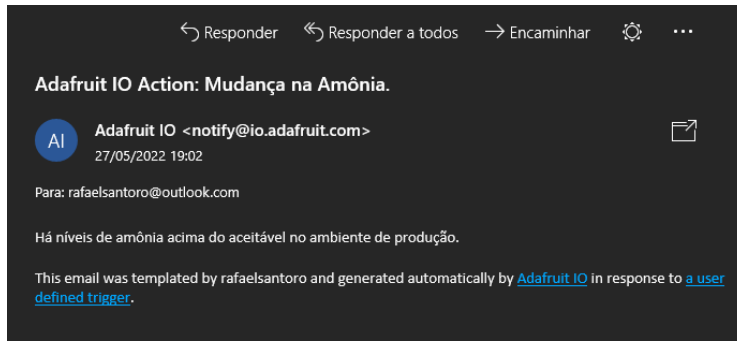 Responder Responder a todos Encaminhar
Adafruit IO Action: Mudança na Amônia.
AI
Adafruit IO <notify@io.adafruit.com>
27/05/2022 19:02
Para: rafaelsantoro@outlook.com
Há níveis de amônia acima do aceitável no ambiente de produção.
This email was templated by rafaelsantoro and generated automatically by Adafruit IO in response to a user
defined trigger.